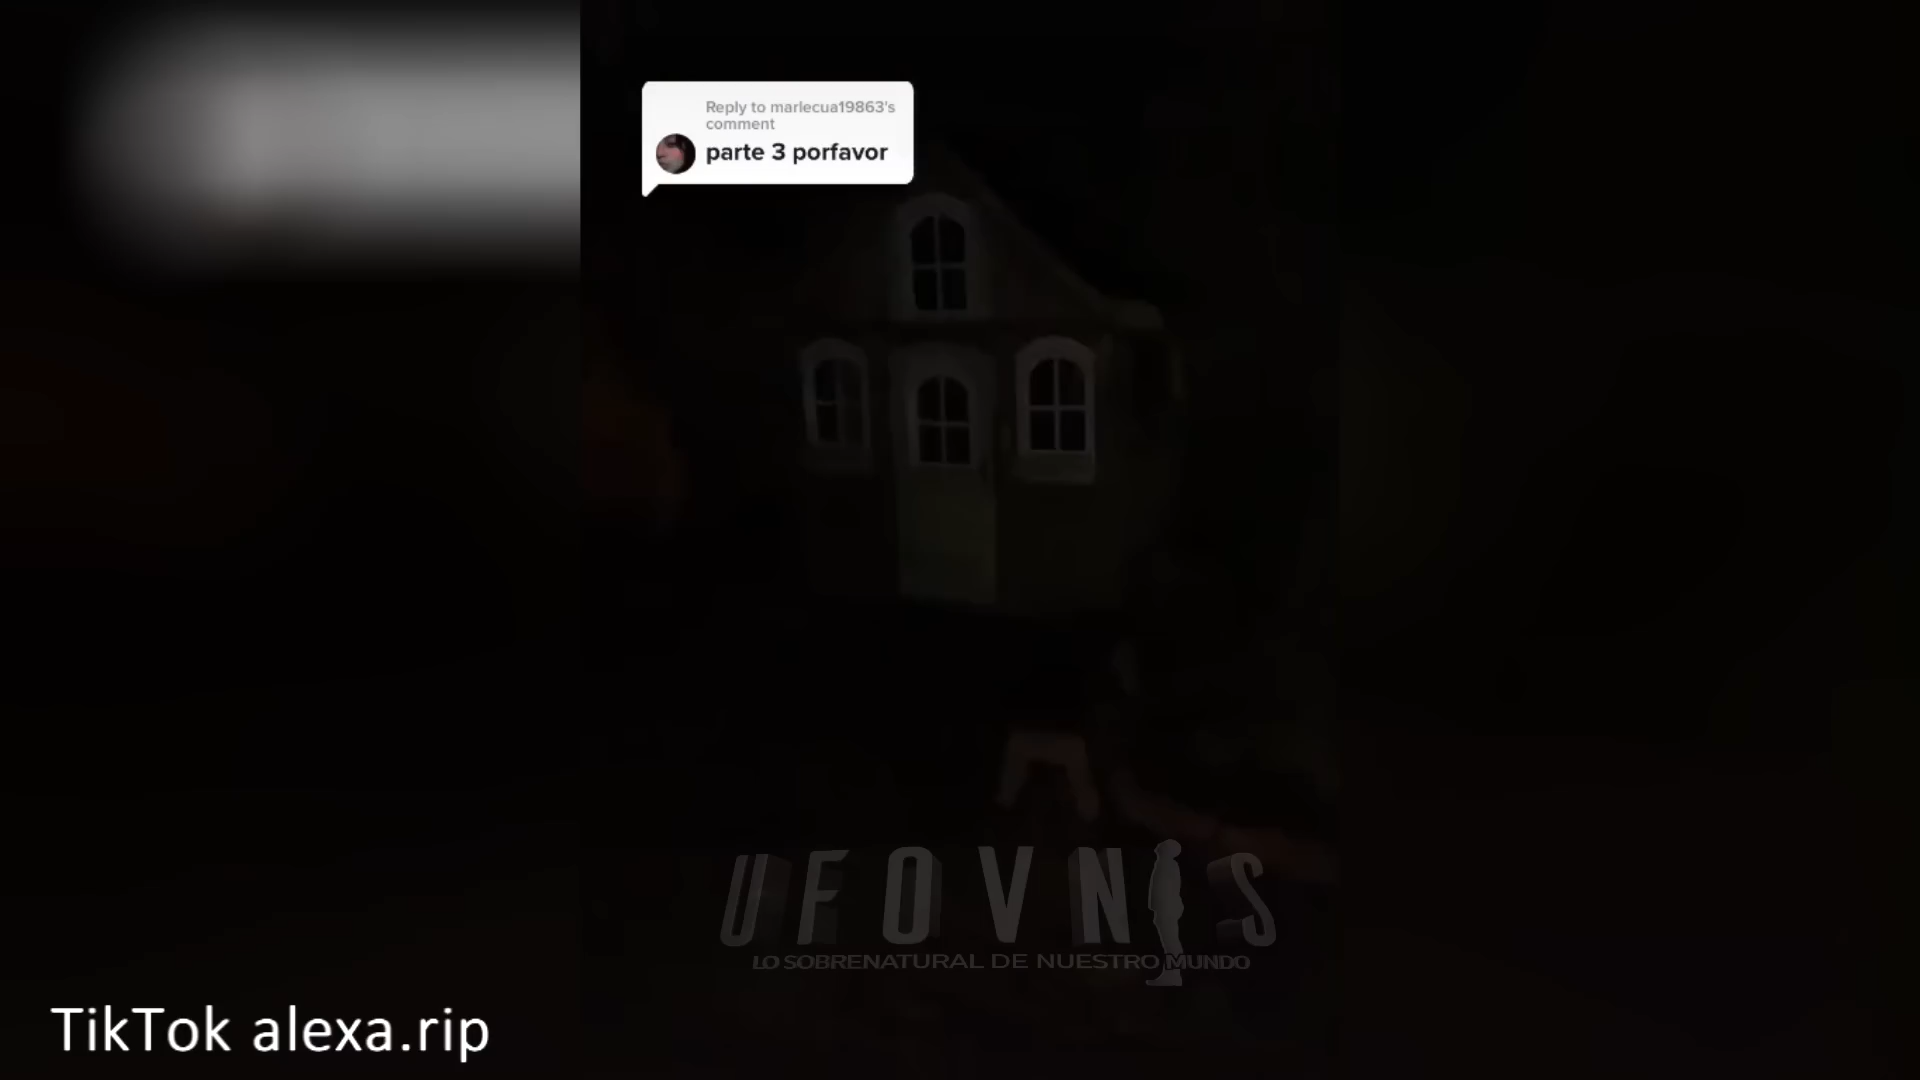 Reply to marlecua19863's
comment
parte 3 porfavor
UFOVNIS
LO SOBRENATURAL DE NUESTRO MUNDO
TikTok alexa.rip